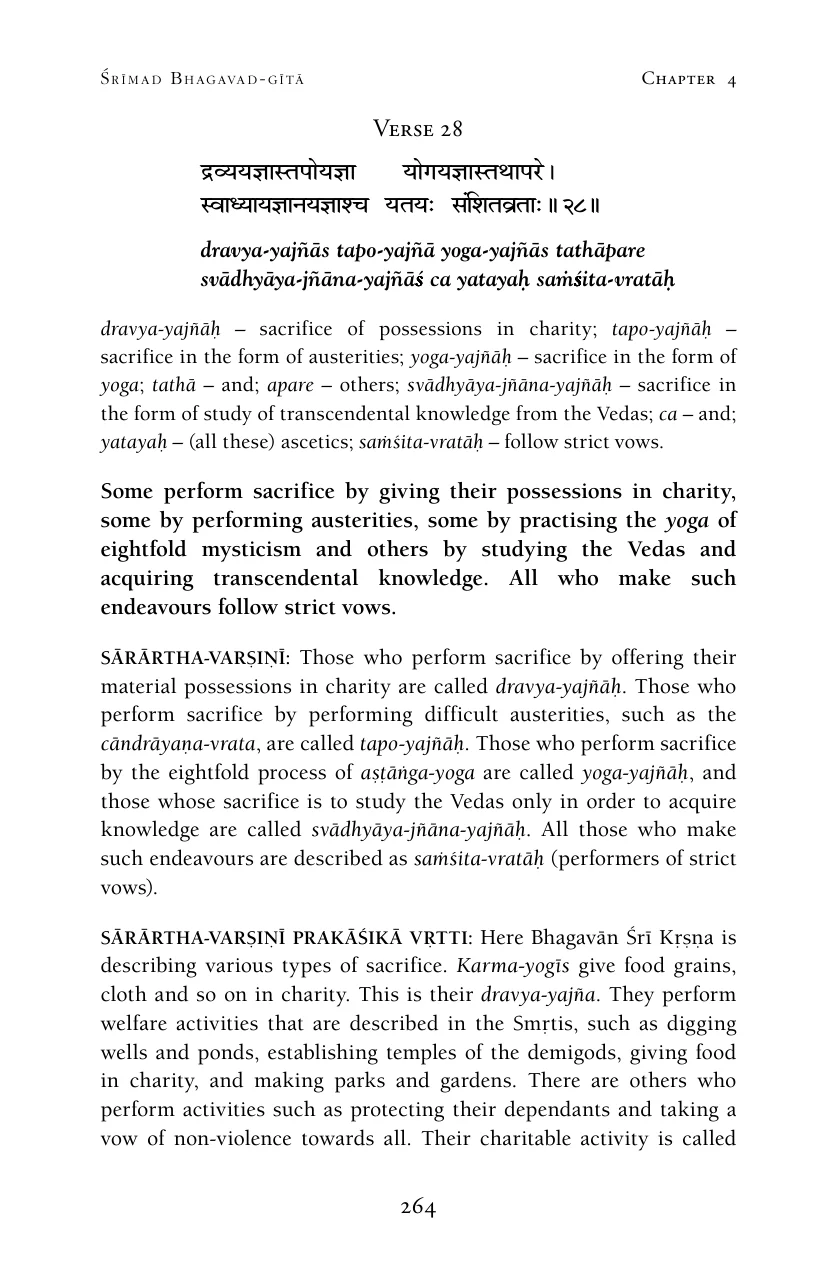 Śrīmad Bhagavad-gītā Chapter 4
Verse 28
द्रव्ययज्ञास्तपोयज्ञा योगयज्ञास्तथापरे ।
स्वाध्यायज्ञानयज्ञाश्च यतयः संशितव्रताः ॥ २८॥
dravya-yajñās tapo-yajñā yoga-yajñās tathāpare
svādhyāya-jñāna-yajñāś ca yatayaḥ saṁśita-vratāḥ
dravya-yajñāḥ – sacrifice of possessions in charity; tapo-yajñāḥ –
sacrifice in the form of austerities; yoga-yajñāḥ – sacrifice in the form of
yoga; tathā – and; apare – others; svādhyāya-jñāna-yajñāḥ – sacrifice in
the form of study of transcendental knowledge from the Vedas; ca – and;
yatayaḥ – (all these) ascetics; saṁśita-vratāḥ – follow strict vows.
Some perform sacrifice by giving their possessions in charity,
some by performing austerities, some by practising the yoga of
eightfold mysticism and others by studying the Vedas and
acquiring transcendental knowledge. All who make such
endeavours follow strict vows.
SĀRĀRTHA-VARṢIṆĪ: Those who perform sacrifice by offering their
material possessions in charity are called dravya-yajñāḥ. Those who
perform sacrifice by performing difficult austerities, such as the
cāndrāyaṇa-vrata, are called tapo-yajñāḥ. Those who perform sacrifice
by the eightfold process of aṣṭāṅga-yoga are called yoga-yajñāḥ, and
those whose sacrifice is to study the Vedas only in order to acquire
knowledge are called svādhyāya-jñāna-yajñāḥ. All those who make
such endeavours are described as saṁśita-vratāḥ (performers of strict
vows).
SĀRĀRTHA-VARṢIṆĪ PRAKĀŚIKĀ VṚTTI: Here Bhagavān Śrī Kṛṣṇa is
describing various types of sacrifice. Karma-yogīs give food grains,
cloth and so on in charity. This is their dravya-yajña. They perform
welfare activities that are described in the Smṛtis, such as digging
wells and ponds, establishing temples of the demigods, giving food
in charity, and making parks and gardens. There are others who
perform activities such as protecting their dependants and taking a
vow of non-violence towards all. Their charitable activity is called
264